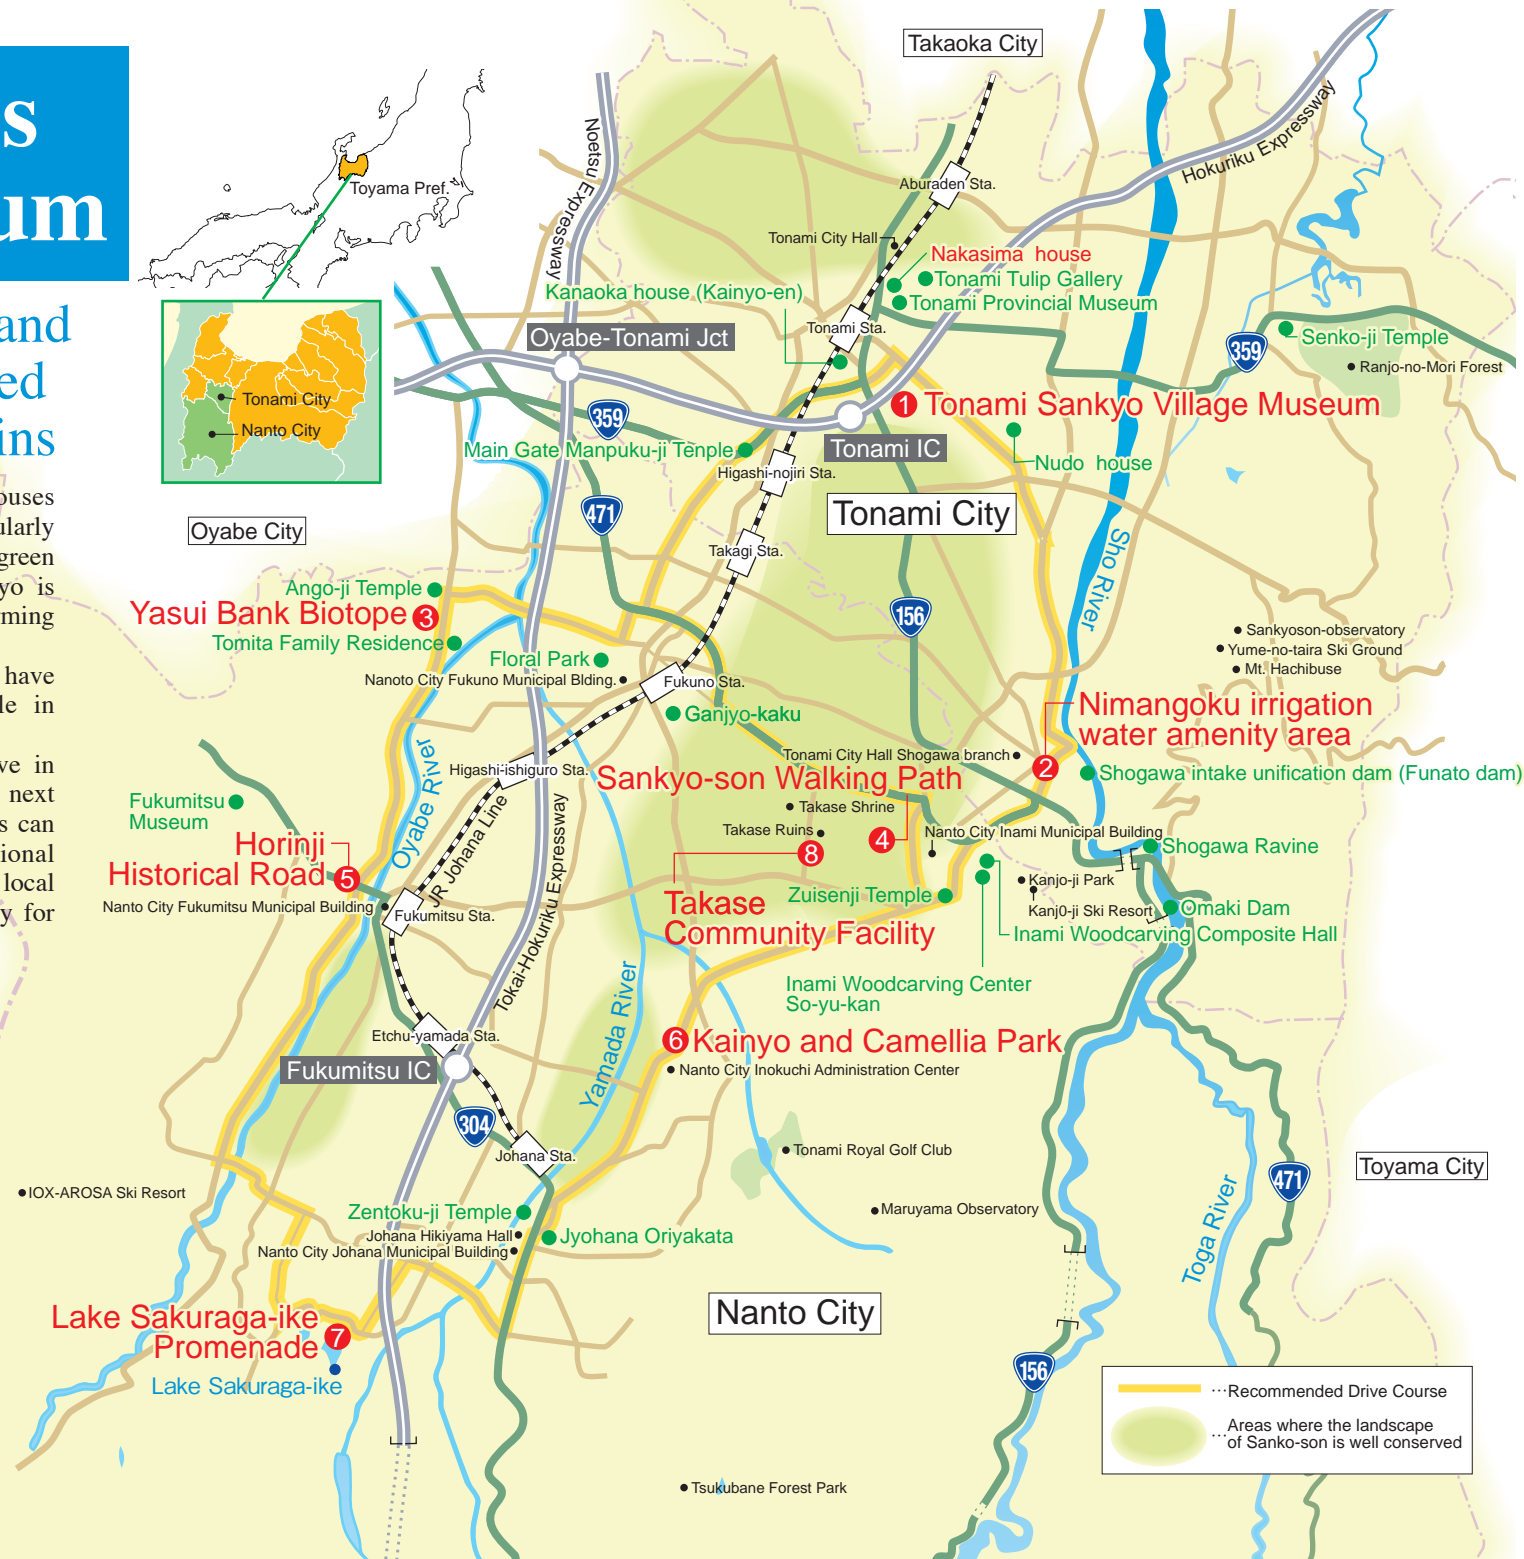 s
um
and
ed
ins
ouses
ularly
green
yo is
ming
have
le in
ve in
next
s can
ional
local
y for
Toyama Pref.
Tonami City
Nanto City
Takaoka City
Noetsu Expressway
Hokuriku Expressway
Aburaden Sta.
Tonami City Hall
Nakasima house
Tonami Tulip Gallery
Kanaoka house (Kainyo-en)
Tonami Provincial Museum
Tonami Sta.
Oyabe-Tonami Jct
359
Senko-ji Temple
Ranjo-no-Mori Forest
1 Tonami Sankyo Village Museum
359
Tonami IC
Main Gate Manpuku-ji Tenple
Nudo house
Higashi-nojiri Sta.
471
Tonami City
Oyabe City
Takagi Sta.
Sho River
Ango-ji Temple
Yasui Bank Biotope 3
156
Tomita Family Residence
Sankyoson-observatory
Yume-no-taira Ski Ground
Mt. Hachibuse
Floral Park
Nanoto City Fukuno Municipal Blding.
Fukuno Sta.
Ganjyo-kaku
Nimangoku irrigation
water amenity area
2
Tonami City Hall Shogawa branch
Higashi-ishiguro Sta.
Sankyo-son Walking Path
Shogawa intake unification dam (Funato dam)
Oyabe River
JR Johana Line
Tokai-Hokuriku Expressway
Fukumitsu
Museum
Takase Shrine
Takase Ruins
4
Nanto City Inami Municipal Building
Horinji
Historical Road 5
8
Shogawa Ravine
Kanjo-ji Park
Nanto City Fukumitsu Municipal Building
Fukumitsu Sta.
Takase
Community Facility
Zuisenji Temple
Kanj0-ji Ski Resort
Omaki Dam
Inami Woodcarving Composite Hall
Inami Woodcarving Center
So-yu-kan
Yamada River
Etchu-yamada Sta.
6 Kainyo and Camellia Park
Fukumitsu IC
Nanto City Inokuchi Administration Center
304
Johana Sta.
Tonami Royal Golf Club
Toyama City
471
IOX-AROSA Ski Resort
Maruyama Observatory
Toga River
Zentoku-ji Temple
Johana Hikiyama Hall
Nanto City Johana Municipal Building
Jyohana Oriyakata
Nanto City
Lake Sakuraga-ike
Promenade 7
Lake Sakuraga-ike
156
…Recommended Drive Course
…Areas where the landscape
of Sanko-son is well conserved
Tsukubane Forest Park